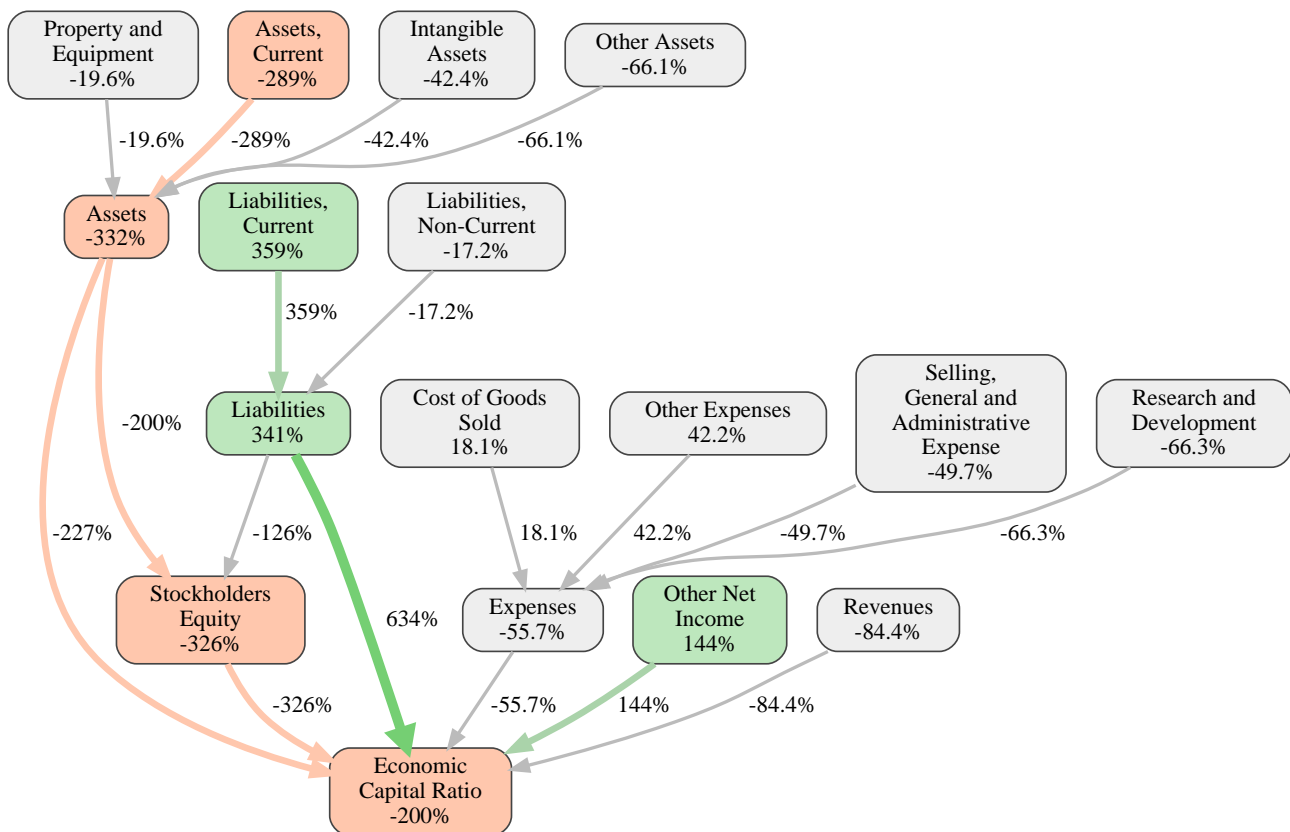 Property and
Equipment
-19.6%
Assets,
Current
-289%
Intangible
Assets
-42.4%
Other Assets
-66.1%
-19.6%
-289%
-42.4%
-66.1%
Assets
-332%
Liabilities,
Current
359%
Liabilities,
Non-Current
-17.2%
359%
-17.2%
Liabilities
341%
Cost of Goods
Sold
18.1%
Other Expenses
42.2%
Selling,
General and
Administrative
Expense
-49.7%
Research and
Development
-66.3%
-200%
-227%
-126%
634%
18.1%
42.2%
-49.7%
-66.3%
Stockholders
Equity
-326%
Expenses
-55.7%
Other Net
Income
144%
Revenues
-84.4%
-326%
-55.7%
144%
-84.4%
Economic
Capital Ratio
-200%